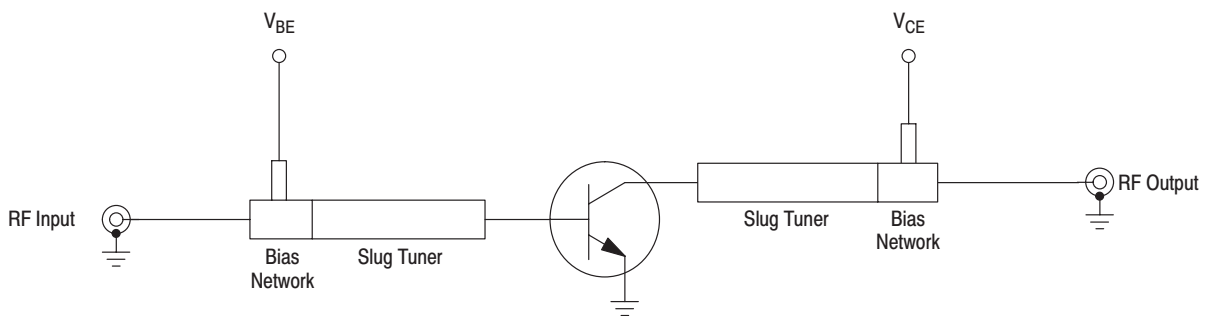 V_BE
V_CE
RF Input
Bias
Network
Slug Tuner
Slug Tuner
Bias
Network
RF Output